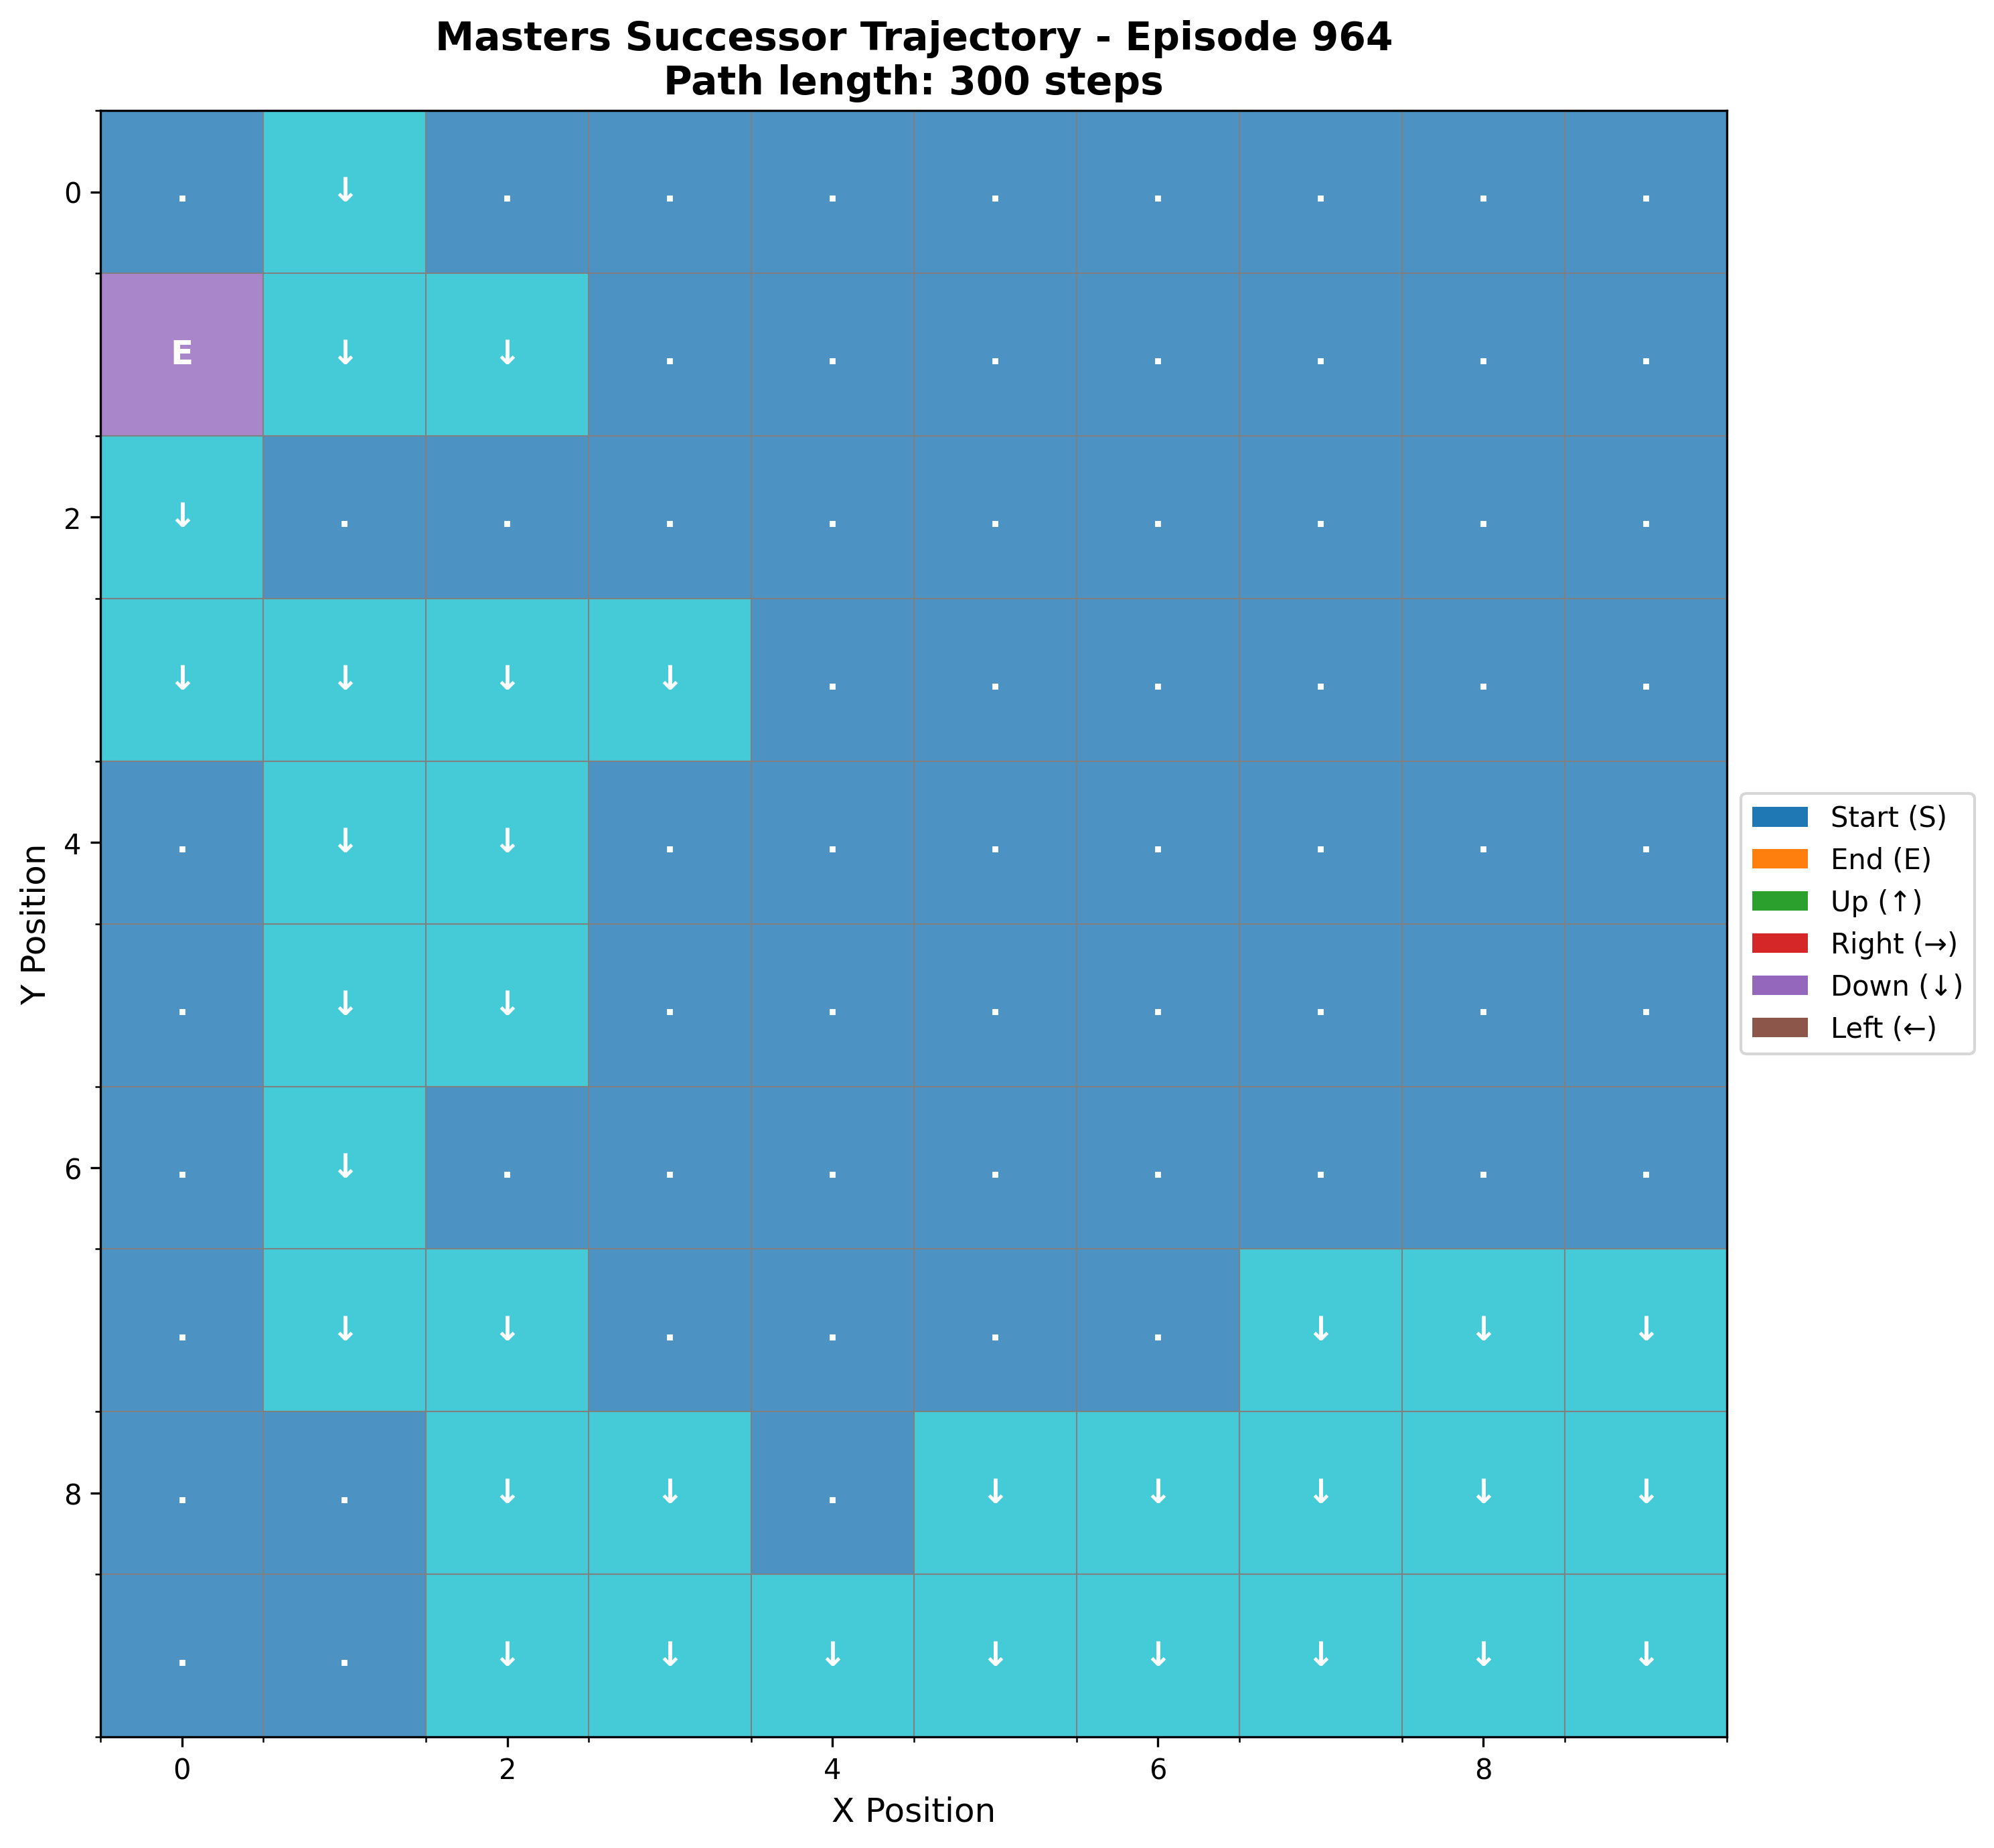 Masters Successor Trajectory - Episode 964
Path length: 300 steps
0 . ↓ . . . . . . . .
E ↓ ↓ . . . . . . .
2 ↓ . . . . . . . . .
↓ ↓ ↓ ↓ . . . . . .
4 . ↓ ↓ . . . . . . .
. ↓ ↓ . . . . . . .
6 . ↓ . . . . . . . .
. ↓ ↓ . . . . ↓ ↓ ↓
8 . . ↓ ↓ . ↓ ↓ ↓ ↓ ↓
. . ↓ ↓ ↓ ↓ ↓ ↓ ↓ ↓
0 2 4 6 8
X Position
Y Position
Start (S)
End (E)
Up (↑)
Right (→)
Down (↓)
Left (←)